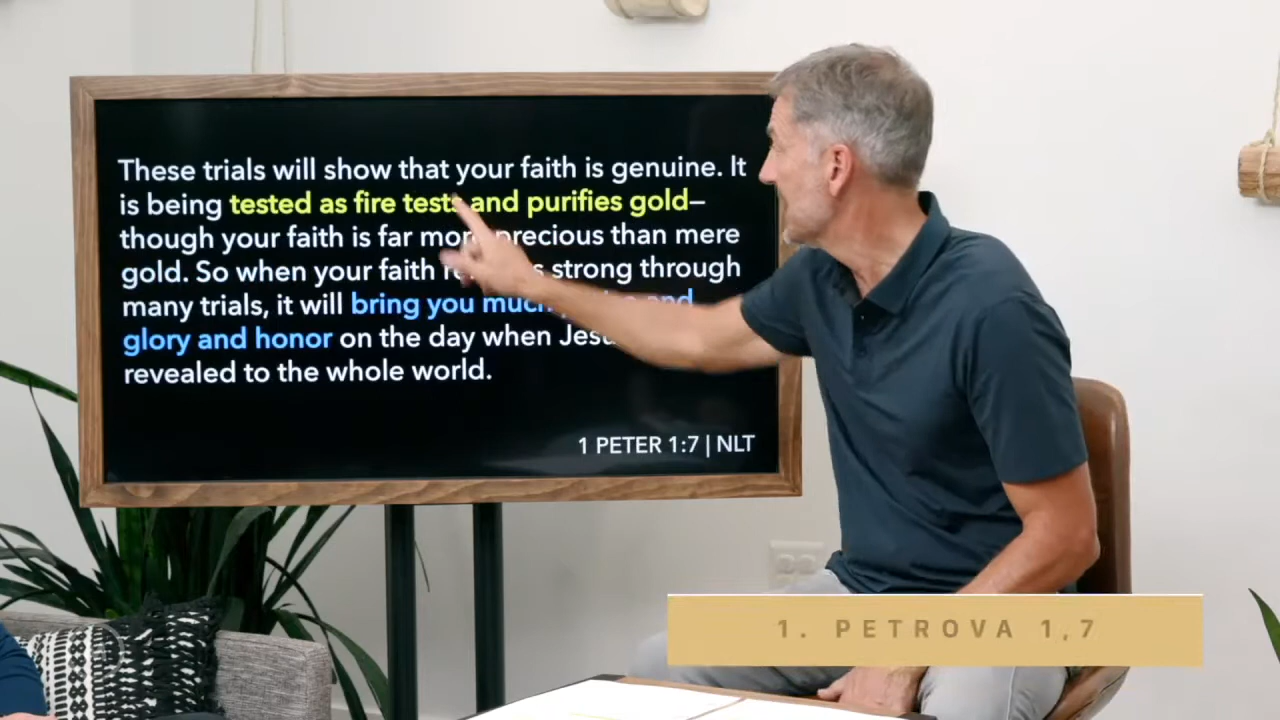 These trials will show that your faith is genuine. It
is being tested as fire tests and purifies gold—
though your faith is far more precious than mere
gold. So when your faith strong through
many trials, it will bring you much and
glory and honor on the day when
revealed to the whole world.
1 PETER 1:7 | NLT
1. PETROVA 1,7